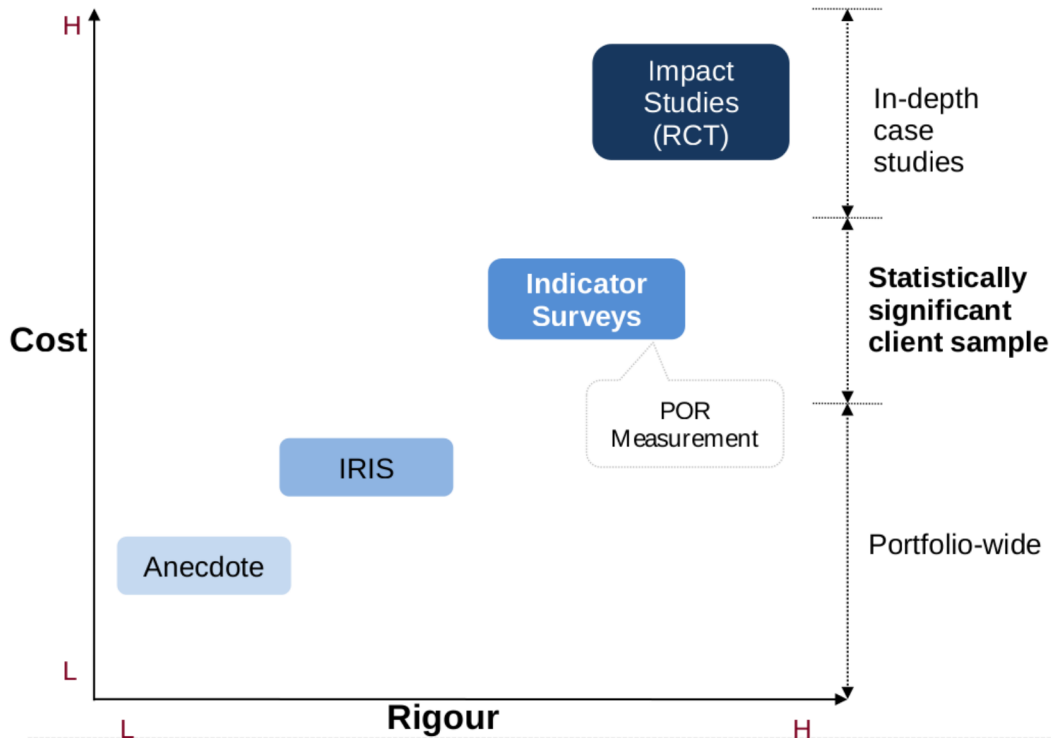 H
Impact
Studies
(RCT)
In-depth
case
studies
Indicator
Surveys
Statistically
significant
client sample
Cost
POR
Measurement
IRIS
Anecdote
Portfolio-wide
L
L
Rigour
H